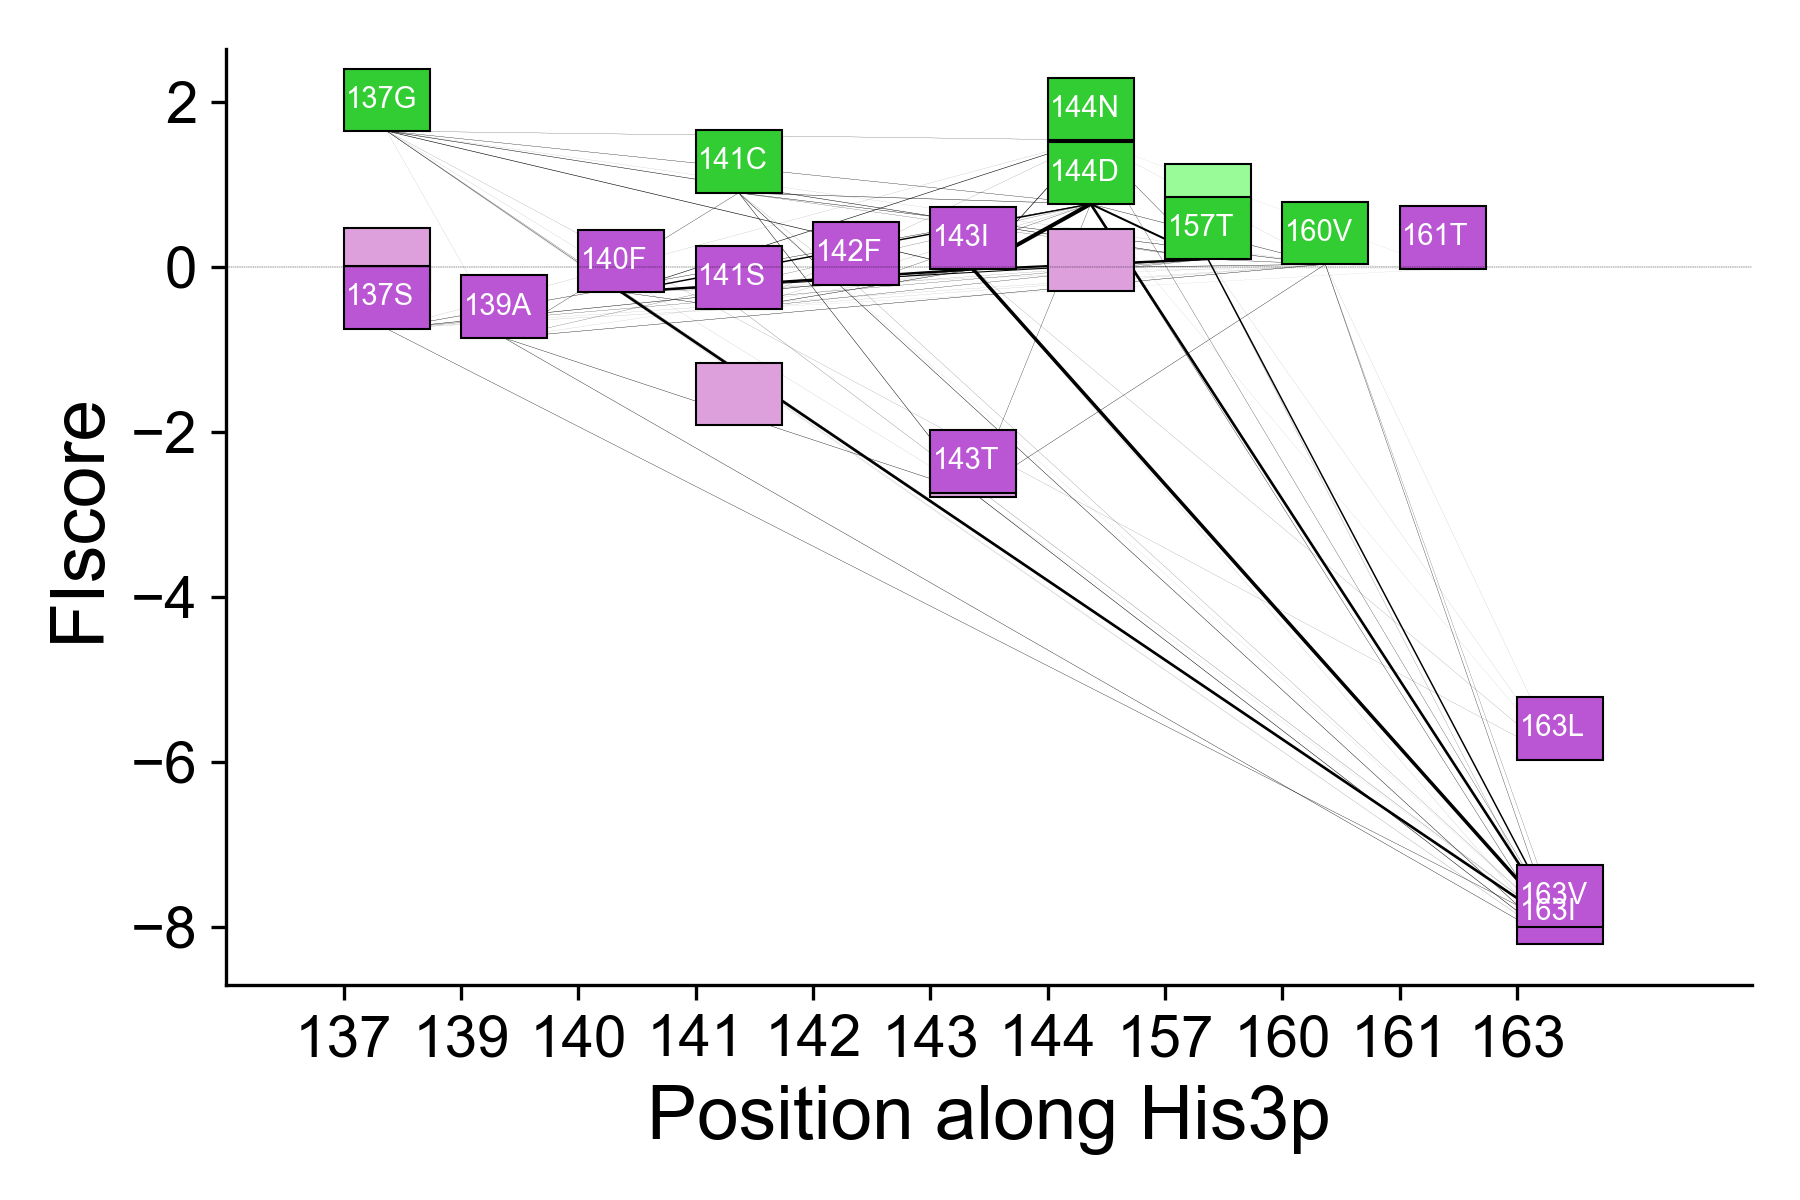 137G
144N
141C
144D
157T
160V
143I
161T
142F
140F
141S
137S
139A
143T
163L
163V
163I
2
0
−2
−4
−6
−8
FIscore
137 139 140 141 142 143 144 157 160 161 163
Position along His3p